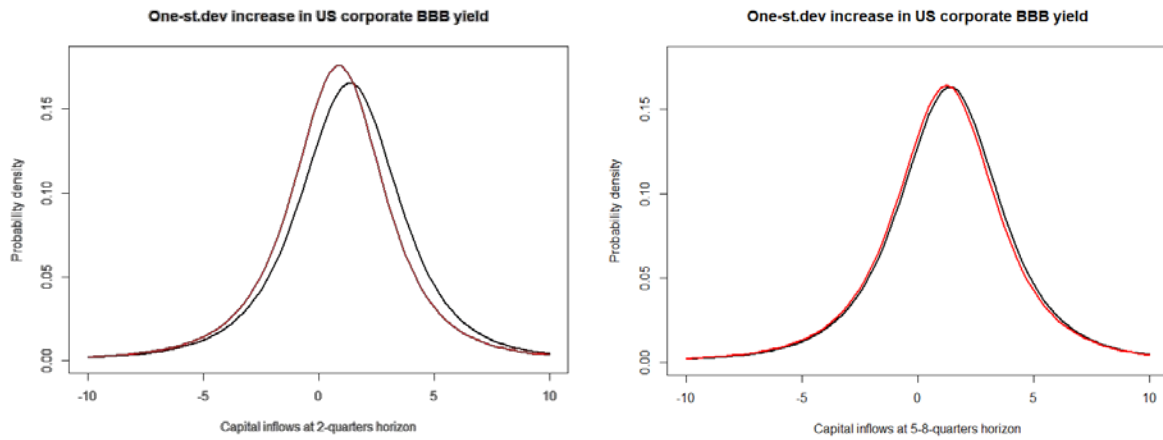 One-st.dev increase in US corporate BBB yield
Probability density
0.15
0.10
0.05
0.00
-10 -5 0 5 10
Capital inflows at 2-quarters horizon
One-st.dev increase in US corporate BBB yield
Probability density
0.15
0.10
0.05
0.00
-10 -5 0 5 10
Capital inflows at 5-8-quarters horizon